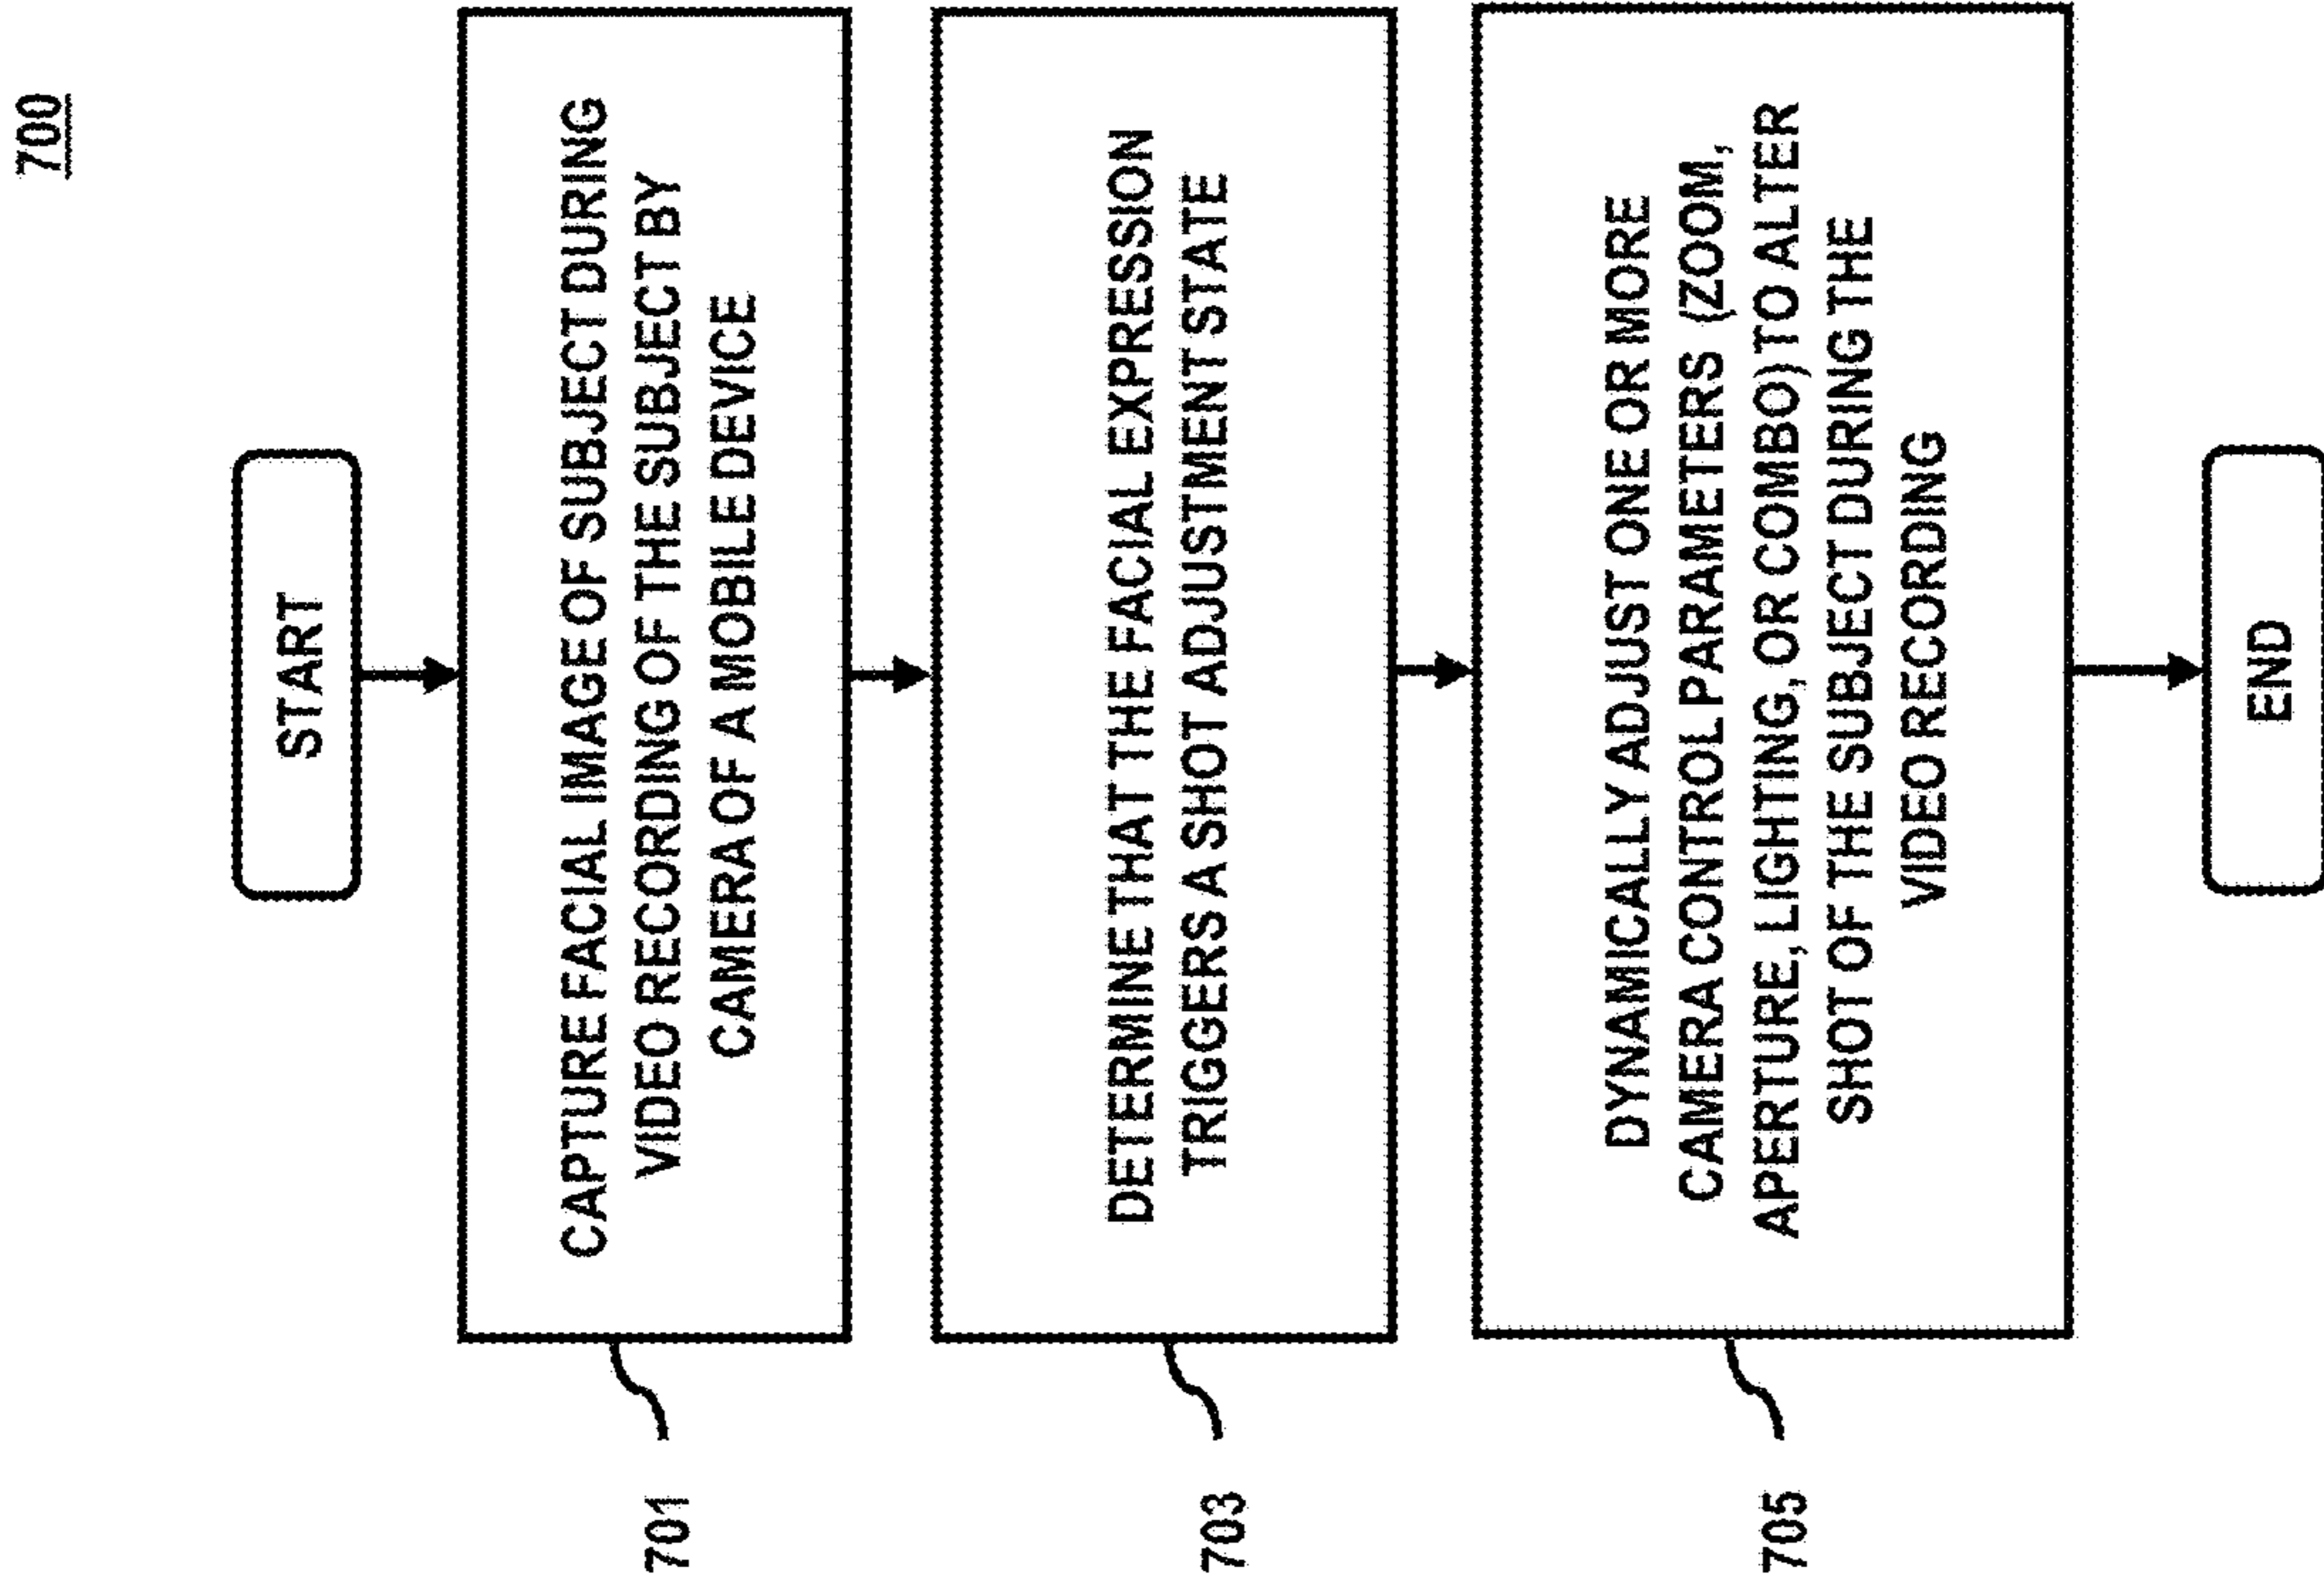 700
START
CAPTURE FACIAL IMAGE OF SUBJECT DURING
VIDEO RECORDING OF THE SUBJECT BY
CAMERA OF A MOBILE DEVICE
701
DETERMINE THAT THE FACIAL EXPRESSION
TRIGGERS A SHOT ADJUSTMENT STATE
703
DYNAMICALLY ADJUST ONE OR MORE
CAMERA CONTROL PARAMETERS (ZOOM,
APERTURE, LIGHTING, OR COMBO) TO ALTER
SHOT OF THE SUBJECT DURING THE
VIDEO RECORDING
705
END